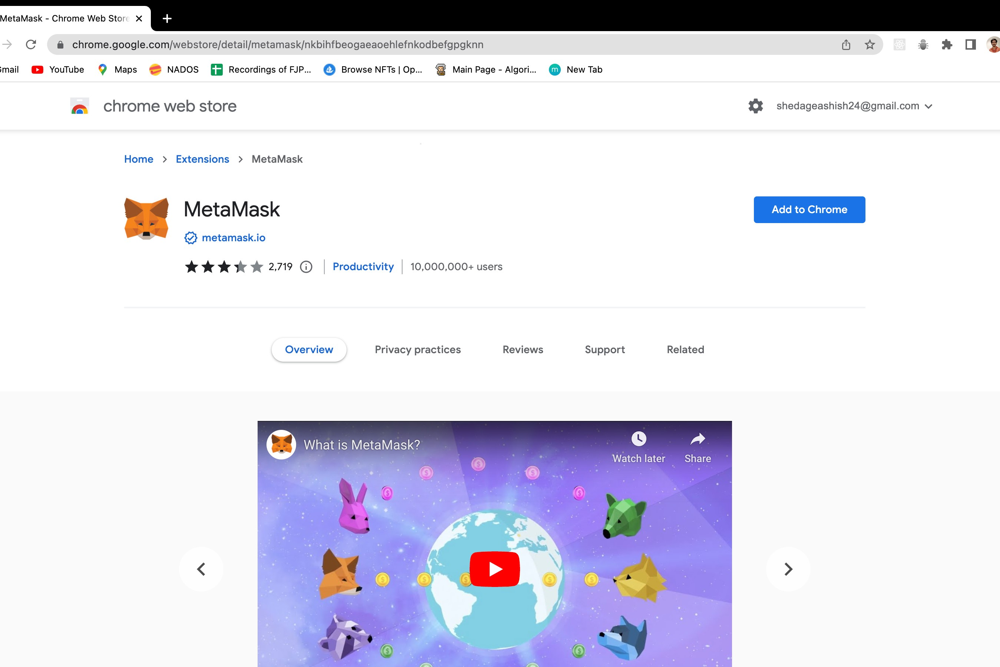 MetaMask - Chrome Web Store
chrome.google.com/webstore/detail/metamask/nkbihfbeogaeaoehlefnkodbefgpgknn
Gmail YouTube Maps NADOS Recordings of FJP... Browse NFTs | Op... Main Page - Algori... m New Tab
chrome web store
shedageashish24@gmail.com
Home > Extensions > MetaMask
MetaMask
Add to Chrome
metamask.io
2,719 Productivity 10,000,000+ users
Overview Privacy practices Reviews Support Related
What is MetaMask?
Watch later Share